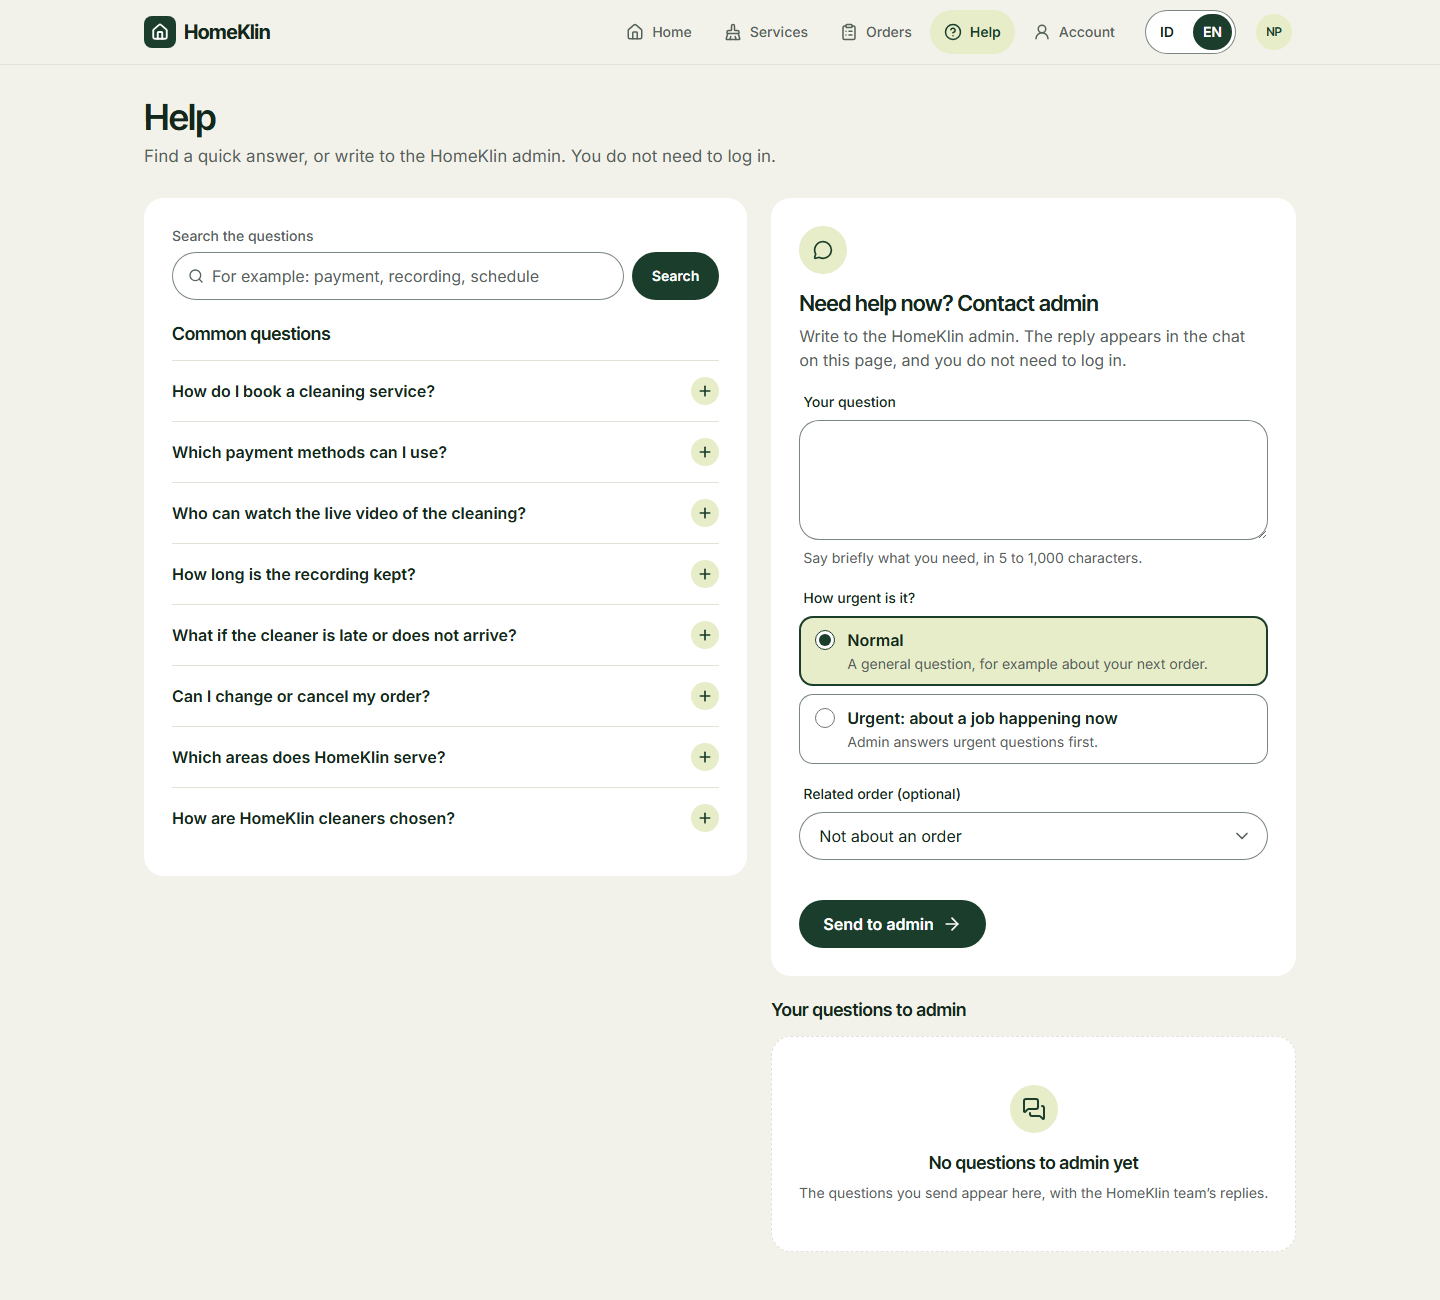 HomeKlin
Home
Services
Orders
Help
Account
ID
EN
NP
Help
Find a quick answer, or write to the HomeKlin admin. You do not need to log in.
Search the questions
For example: payment, recording, schedule
Search
Common questions
How do I book a cleaning service?
Which payment methods can I use?
Who can watch the live video of the cleaning?
How long is the recording kept?
What if the cleaner is late or does not arrive?
Can I change or cancel my order?
Which areas does HomeKlin serve?
How are HomeKlin cleaners chosen?
Need help now? Contact admin
Write to the HomeKlin admin. The reply appears in the chat
on this page, and you do not need to log in.
Your question
Say briefly what you need, in 5 to 1,000 characters.
How urgent is it?
Normal
A general question, for example about your next order.
Urgent: about a job happening now
Admin answers urgent questions first.
Related order (optional)
Not about an order
Send to admin
Your questions to admin
No questions to admin yet
The questions you send appear here, with the HomeKlin team’s replies.